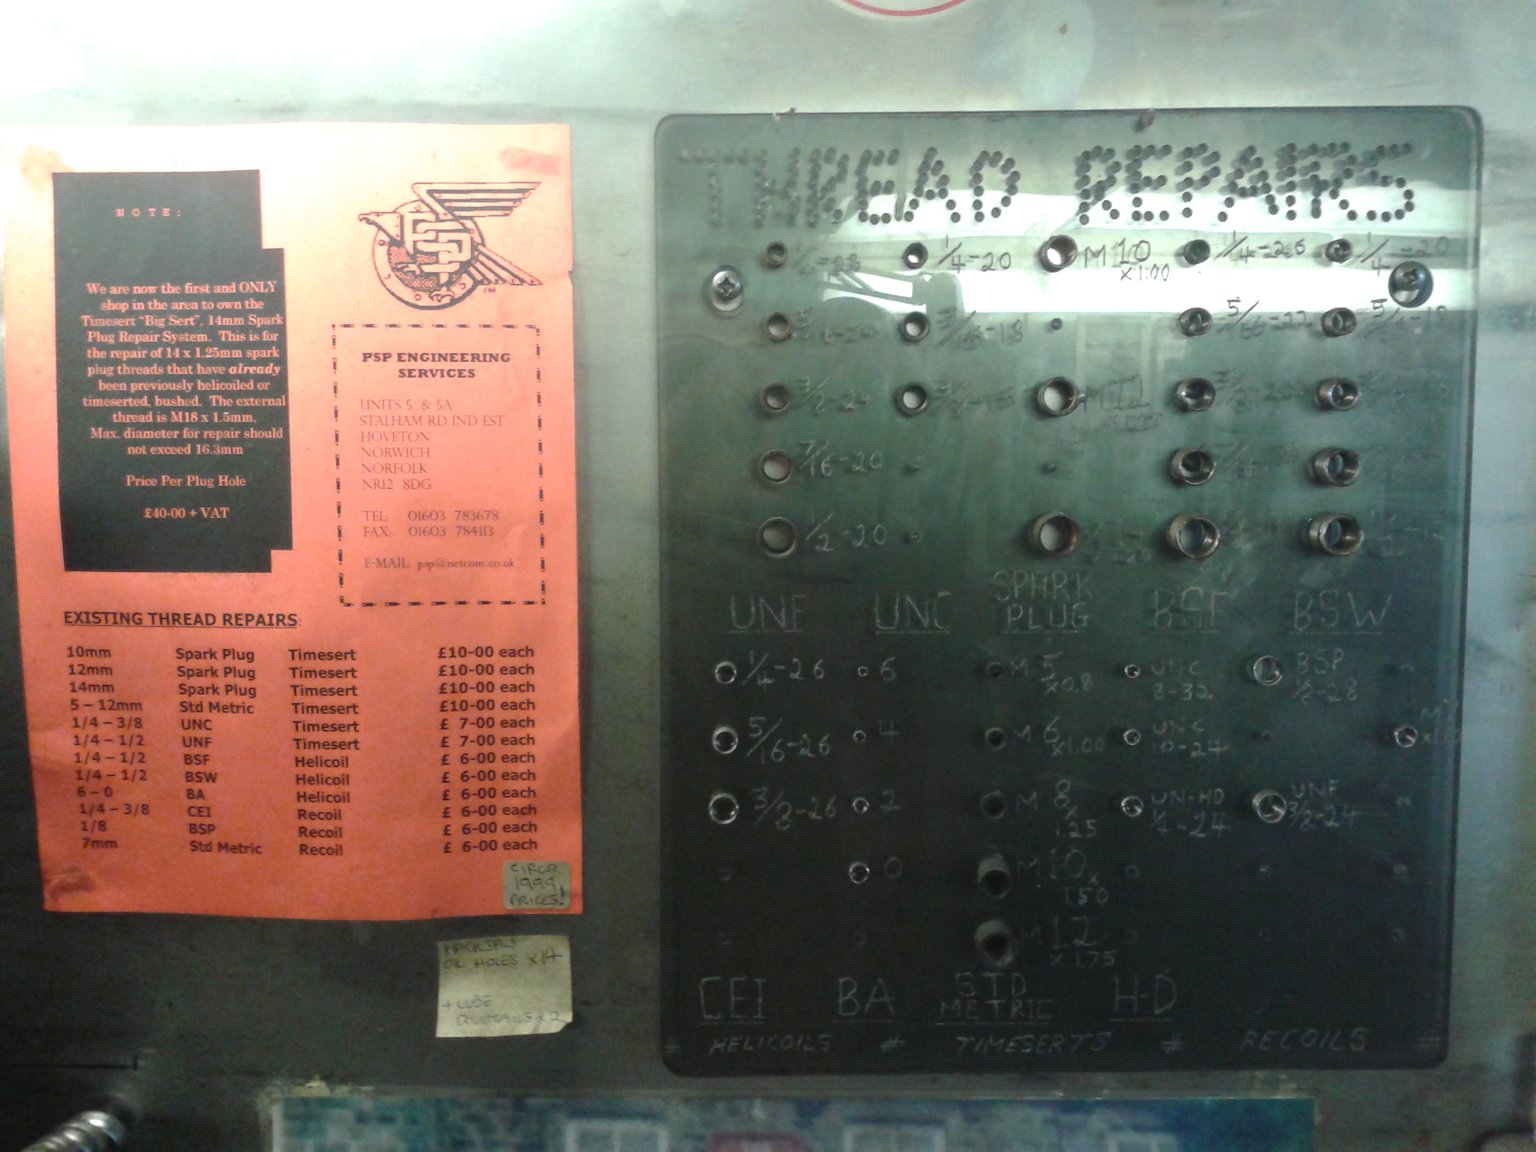 NOTE:
We are now the first and ONLY
shop in the area to own the
Timesert "Big Sert", 14mm Spark
Plug Repair System. This is for
the repair of 14 x 1.25mm spark
plug threads that have already
been previously helicoiled or
timeserted, bushed. The external
thread is M18 x 1.5mm,
Max. diameter for repair should
not exceed 16.3mm
Price Per Plug Hole
£40-00 + VAT
PSP
PSP ENGINEERING
SERVICES
UNITS 5 & 5A
STALHAM RD IND EST
HOVETON
NORWICH
NORFOLK
NR12 8DG
TEL: 01603 783678
FAX: 01603 784113
E-MAIL: psp@netcom.co.uk
EXISTING THREAD REPAIRS:
10mm Spark Plug Timesert £10-00 each
12mm Spark Plug Timesert £10-00 each
14mm Spark Plug Timesert £10-00 each
5 – 12mm Std Metric Timesert £10-00 each
1/4 – 3/8 UNC Timesert £ 7-00 each
1/4 – 1/2 UNF Timesert £ 7-00 each
1/4 – 1/2 BSF Helicoil £ 6-00 each
1/4 – 1/2 BSW Helicoil £ 6-00 each
6 – 0 BA Helicoil £ 6-00 each
1/4 – 3/8 CEI Recoil £ 6-00 each
1/8 BSP Recoil £ 6-00 each
7mm Std Metric Recoil £ 6-00 each
CIRCA
1999
PRICES!
HACKSAW
OIL HOLES x 14
+ LUBE
THREAD REPAIRS
1/4-20 M10 x1.00 1/4-26 1/4-20
7/16-20
1/2-20
UNF UNC SPARK PLUG BSF BSW
1/4-26 6 M5 x0.8 UNC 8-32 BSP 1/8-28
5/16-26 4 M6 x1.00 UNC 10-24
3/8-26 2 M8 x 1.25 UN-HD 1/4-24 UNF 3/8-24
0 M10 x 1.50
M12 x 1.75
CEI BA STD METRIC H-D
= HELICOILS # TIMESERTS # RECOILS #